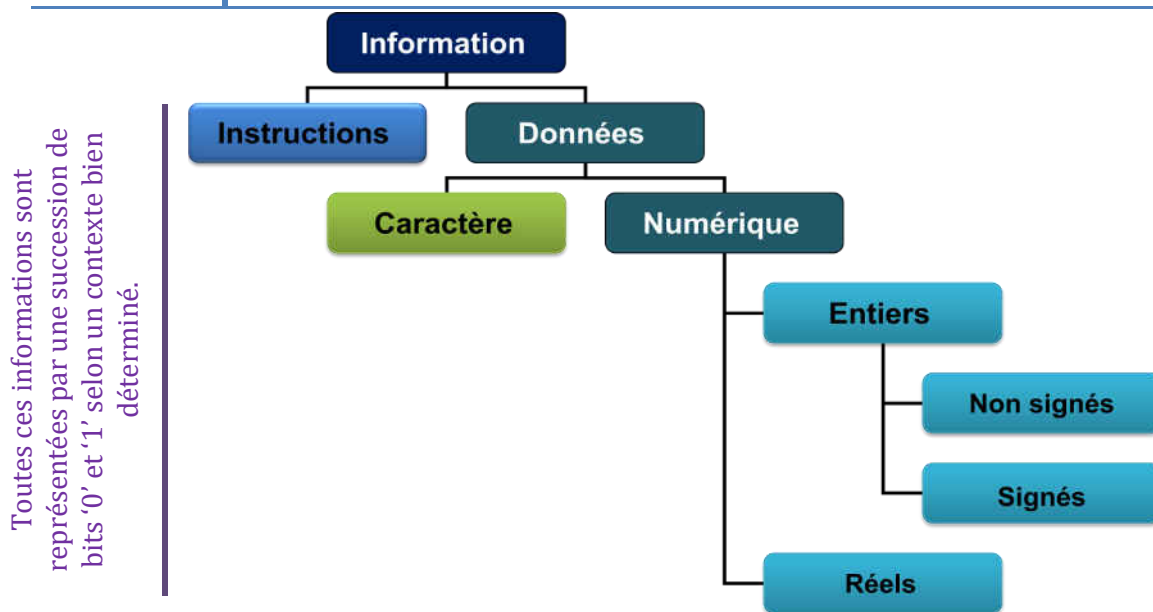 Information
Instructions
Données
Caractère
Numérique
Entiers
Non signés
Signés
Réels
Toutes ces informations sont
représentées par une succession de
bits ‘0’ et ‘1’ selon un contexte bien
déterminé.